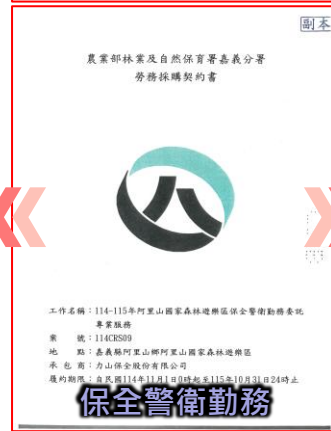 副本
農業部林業及自然保育署嘉義分署
勞務採購契約書
工作名稱：114-115年阿里山國家森林遊樂區保全警衛勤務委託
專業服務
案　　號：114CRS09
地　　點：嘉義縣阿里山鄉阿里山國家森林遊樂區
承 包 商：力山保全股份有限公司
履約期限：自民國114年11月1日0時起至115年10月31日24時止
保全警衛勤務